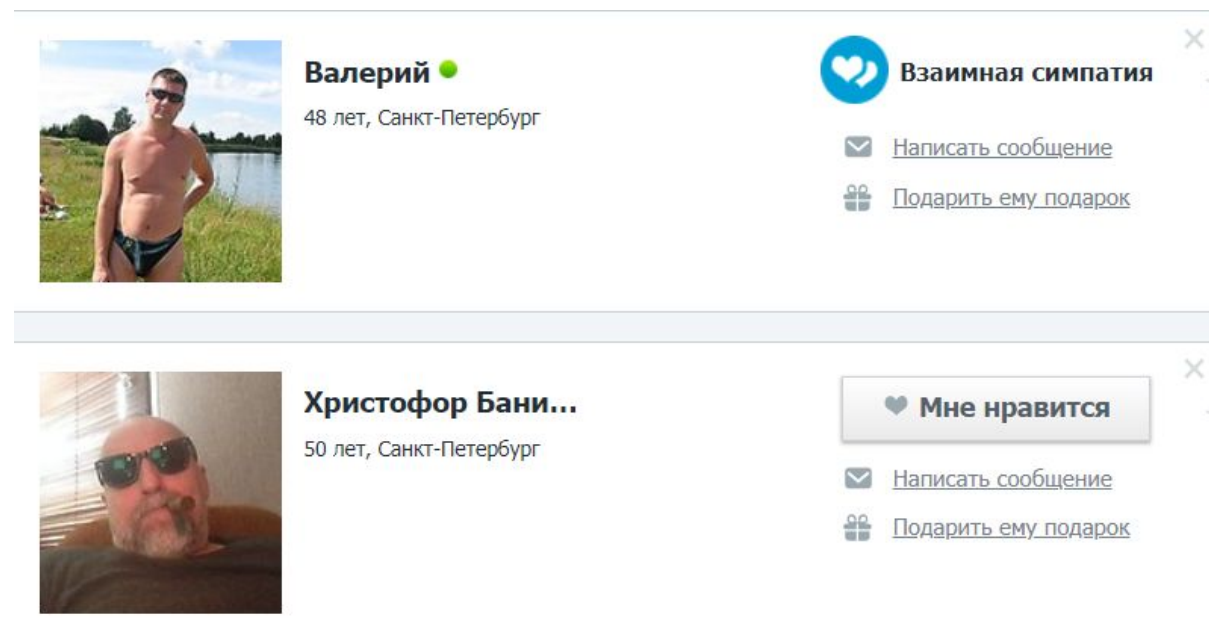 Валерий
48 лет, Санкт-Петербург
Взаимная симпатия
Написать сообщение
Подарить ему подарок
Христофор Бани...
50 лет, Санкт-Петербург
Мне нравится
Написать сообщение
Подарить ему подарок